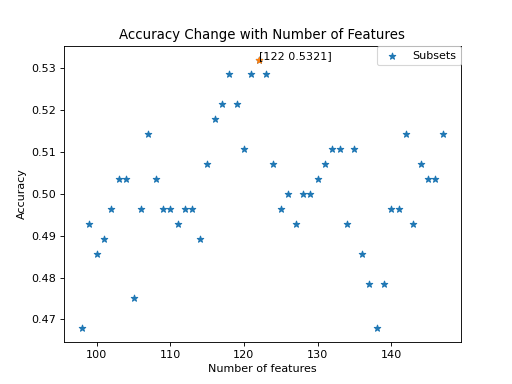 Accuracy Change with Number of Features
[122 0.5321]
Subsets
0.53
0.52
0.51
0.50
0.49
0.48
0.47
Accuracy
100 110 120 130 140
Number of features